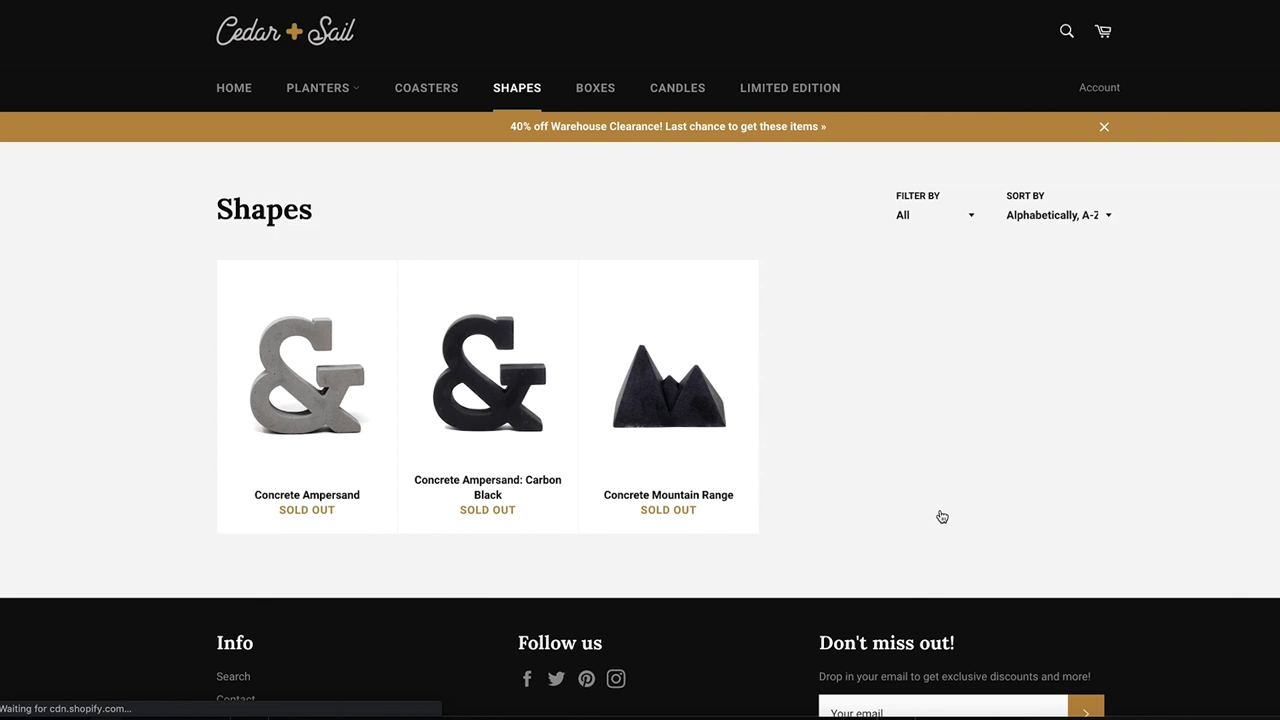 Cedar + Sail
HOME PLANTERS COASTERS SHAPES BOXES CANDLES LIMITED EDITION Account
40% off Warehouse Clearance! Last chance to get these items »
Shapes
FILTER BY
All
SORT BY
Alphabetically, A-Z
Concrete Ampersand
SOLD OUT
Concrete Ampersand: Carbon
Black
SOLD OUT
Concrete Mountain Range
SOLD OUT
Info
Search
Contact
Follow us
Don't miss out!
Drop in your email to get exclusive discounts and more!
Your email
Waiting for cdn.shopify.com...